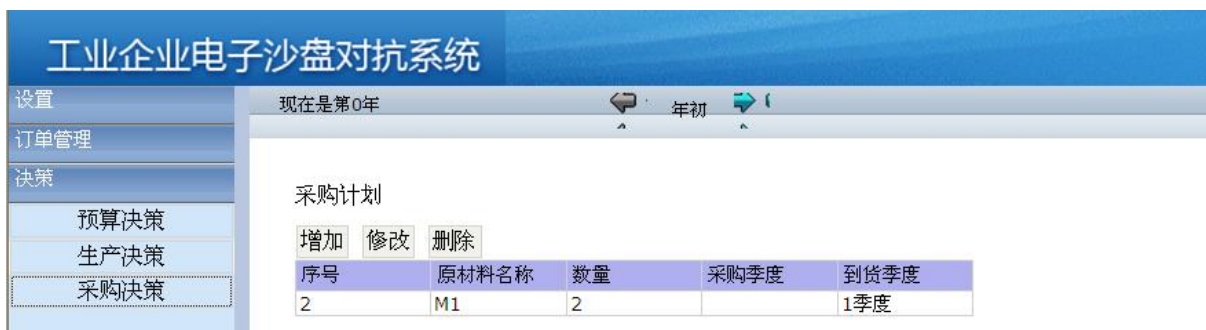 工业企业电子沙盘对抗系统
设置
现在是第0年
年初
订单管理
决策
预算决策
生产决策
采购决策
采购计划
增加 修改 删除
序号 原材料名称 数量 采购季度 到货季度
2 M1 2 1季度